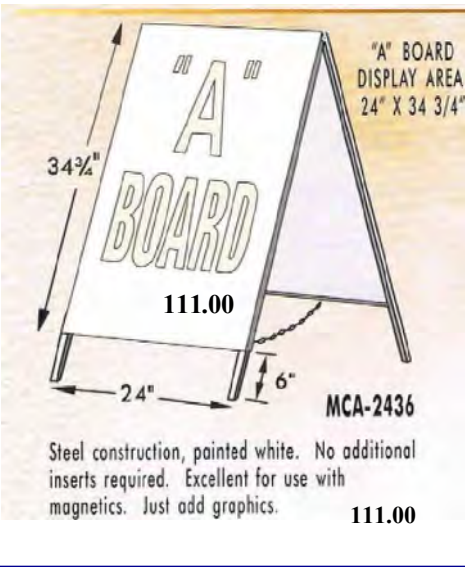 "A" BOARD
DISPLAY AREA
24" X 34 3/4"
"A"
BOARD
34¾"
111.00
24"
6"
MCA-2436
Steel construction, painted white. No additional
inserts required. Excellent for use with
magnetics. Just add graphics.
111.00